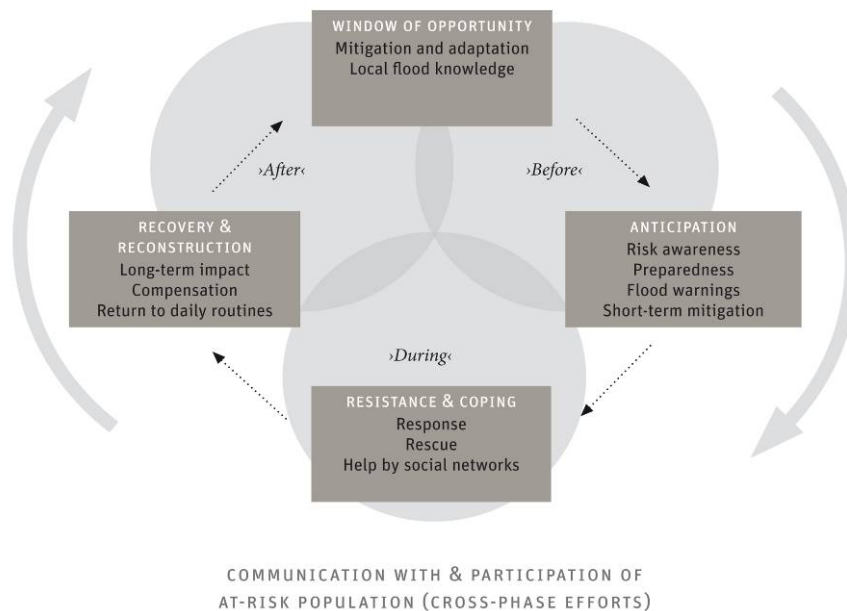 WINDOW OF OPPORTUNITY
Mitigation and adaptation
Local flood knowledge
›After‹
›Before‹
RECOVERY &
RECONSTRUCTION
Long-term impact
Compensation
Return to daily routines
ANTICIPATION
Risk awareness
Preparedness
Flood warnings
Short-term mitigation
›During‹
RESISTANCE & COPING
Response
Rescue
Help by social networks
COMMUNICATION WITH & PARTICIPATION OF
AT-RISK POPULATION (CROSS-PHASE EFFORTS)